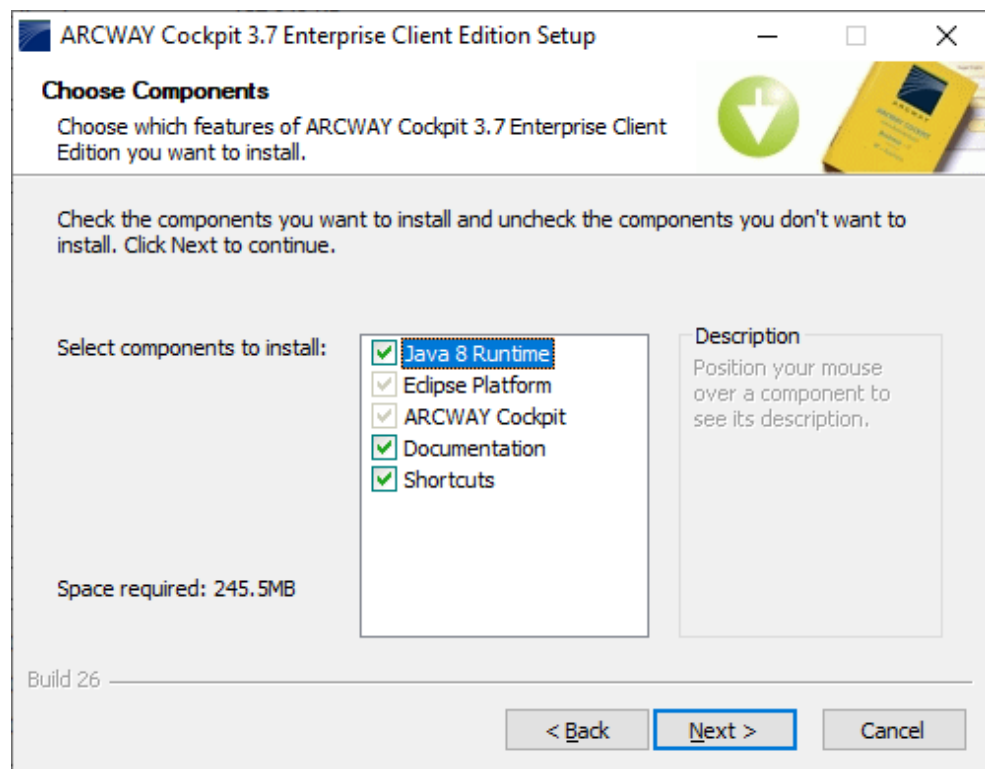 ARCWAY Cockpit 3.7 Enterprise Client Edition Setup
Choose Components
Choose which features of ARCWAY Cockpit 3.7 Enterprise Client
Edition you want to install.
Check the components you want to install and uncheck the components you don't want to
install. Click Next to continue.
Select components to install:
Java 8 Runtime
Eclipse Platform
ARCWAY Cockpit
Documentation
Shortcuts
Description
Position your mouse
over a component to
see its description.
Space required: 245.5MB
Build 26
< Back
Next >
Cancel